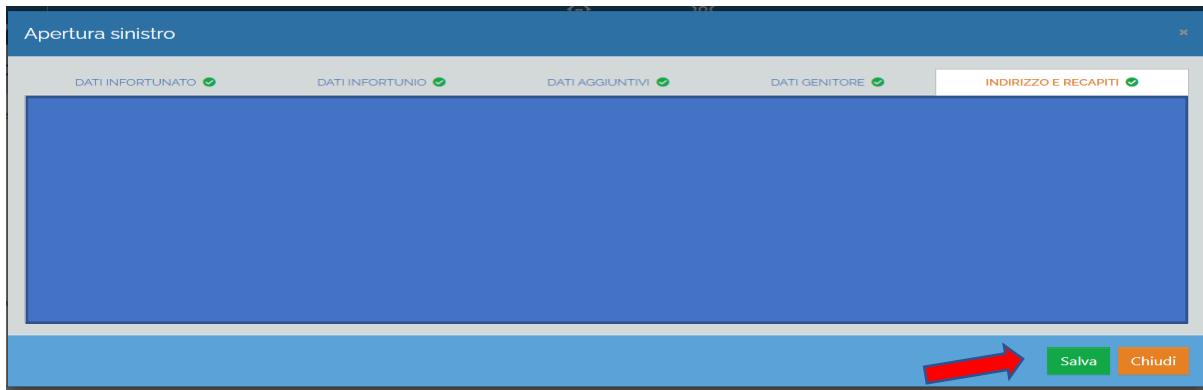 Apertura sinistro
DATI INFORTUNATO DATI INFORTUNIO DATI AGGIUNTIVI DATI GENITORE INDIRIZZO E RECAPITI
Salva Chiudi